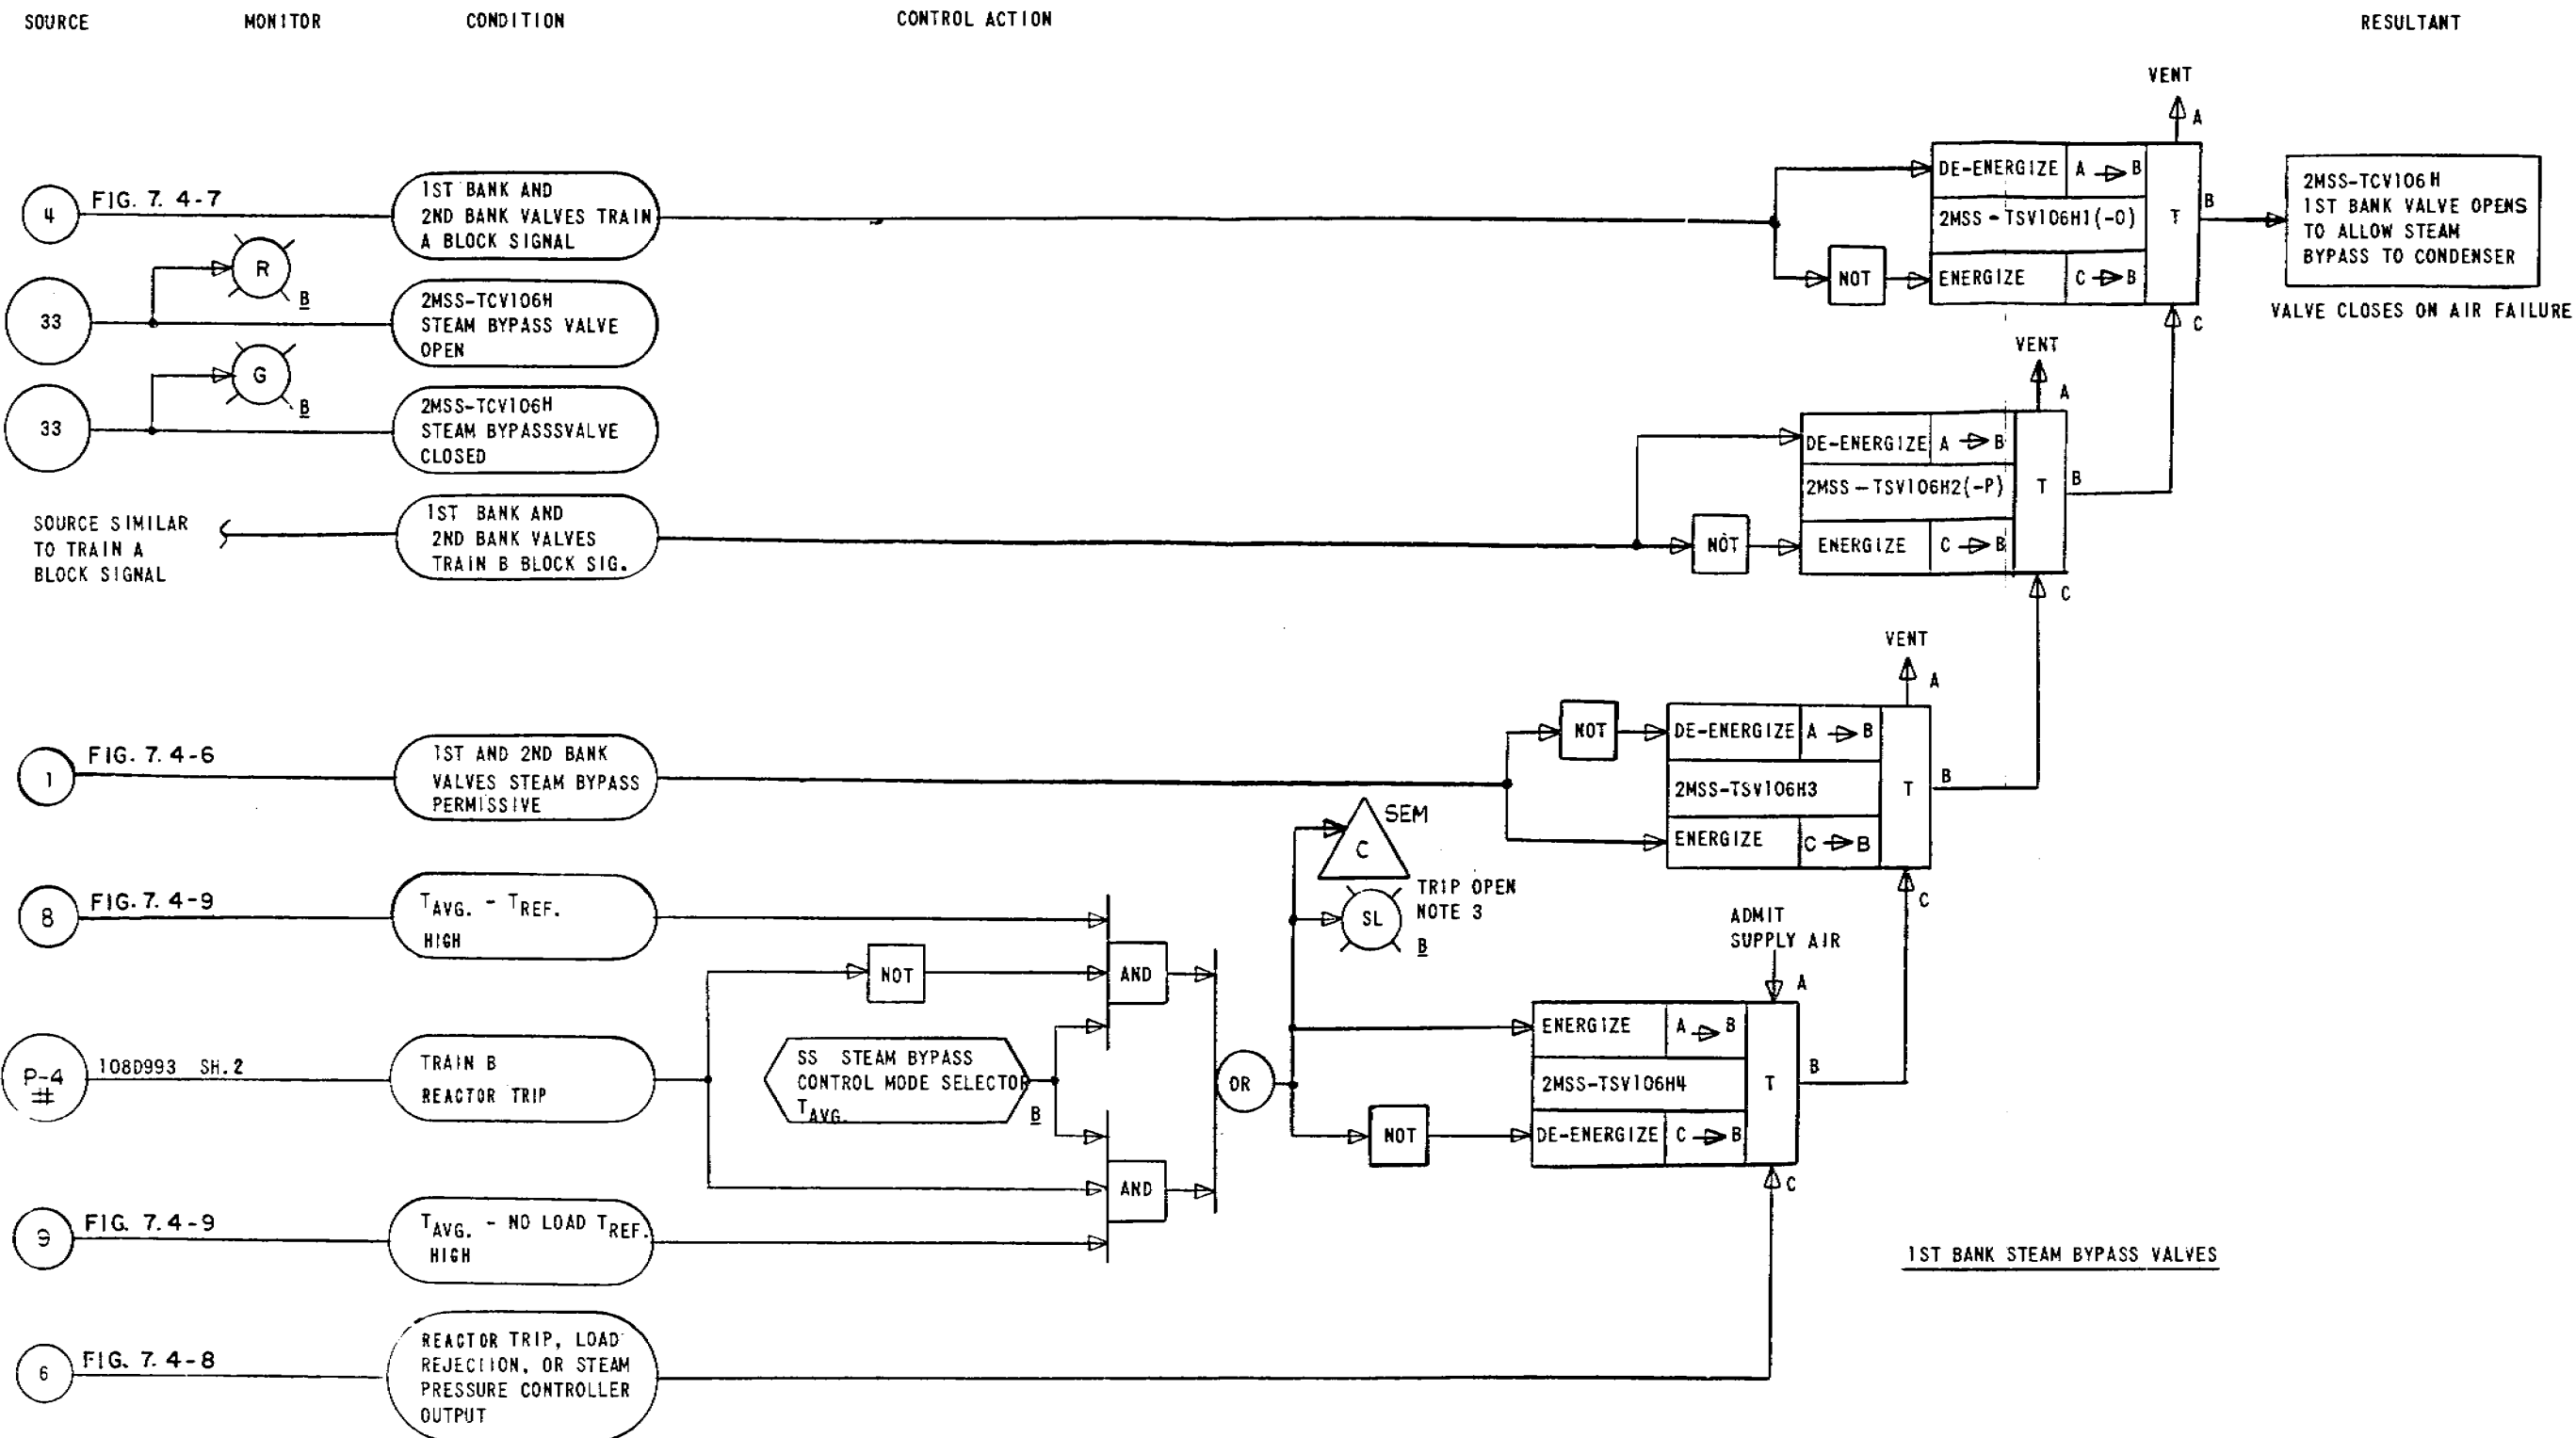 SOURCE MONITOR CONDITION CONTROL ACTION RESULTANT
VENT
A
4 FIG. 7. 4-7
1ST BANK AND
2ND BANK VALVES TRAIN
A BLOCK SIGNAL
DE-ENERGIZE A B
2MSS-TSV106H1(-O)
NOT ENERGIZE C B
T
B
C
2MSS-TCV106H
1ST BANK VALVE OPENS
TO ALLOW STEAM
BYPASS TO CONDENSER
VALVE CLOSES ON AIR FAILURE
R
B
33
2MSS-TCV106H
STEAM BYPASS VALVE
OPEN
G
B
33
2MSS-TCV106H
STEAM BYPASSSVALVE
CLOSED
VENT
A
DE-ENERGIZE A B
2MSS-TSV106H2(-P)
NOT ENERGIZE C B
T
B
C
SOURCE SIMILAR
TO TRAIN A
BLOCK SIGNAL
1ST BANK AND
2ND BANK VALVES
TRAIN B BLOCK SIG.
VENT
A
1 FIG. 7. 4-6
1ST AND 2ND BANK
VALVES STEAM BYPASS
PERMISSIVE
NOT DE-ENERGIZE A B
2MSS-TSV106H3
ENERGIZE C B
T
B
C
SEM
C
SL
TRIP OPEN
NOTE 3
B
8 FIG. 7. 4-9
TAVG. - TREF.
HIGH
NOT
AND
P-4
#
108D993 SH.2
TRAIN B
REACTOR TRIP
SS STEAM BYPASS
CONTROL MODE SELECTOR
TAVG.
B
OR
AND
9 FIG. 7.4-9
TAVG. - NO LOAD TREF.
HIGH
ADMIT
SUPPLY AIR
A
ENERGIZE A B
2MSS-TSV106H4
NOT DE-ENERGIZE C B
T
B
C
1ST BANK STEAM BYPASS VALVES
6 FIG. 7. 4-8
REACTOR TRIP, LOAD
REJECTION, OR STEAM
PRESSURE CONTROLLER
OUTPUT